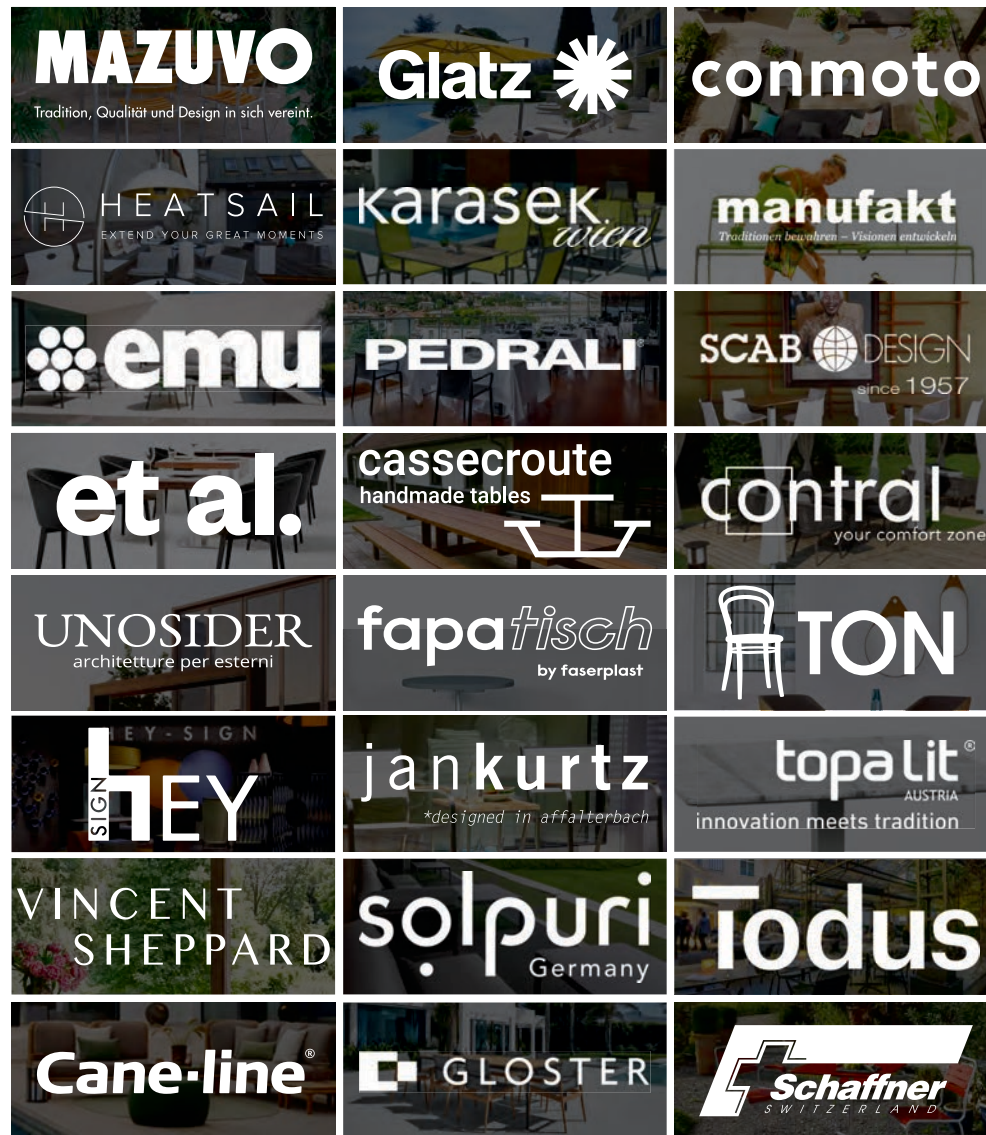 MAZUVO
Tradition, Qualität und Design in sich vereint.
Glatz
conmoto
H
HEATSAIL
EXTEND YOUR GREAT MOMENTS
karasek.
wien
manufakt
Traditionen bewahren – Visionen entwickeln
emu
PEDRALI®
SCAB DESIGN
since 1957
et al.
cassecroute
handmade tables
contral
your comfort zone
UNOSIDER
architetture per esterni
fapatisch
by faserplast
TON
HEY-SIGN
hEY
SIGN
jankurtz
*designed in affalterbach
topalit®
AUSTRIA
innovation meets tradition
VINCENT
SHEPPARD
solpuri
Germany
Todus
Cane-line®
GLOSTER
Schaffner
SWITZERLAND